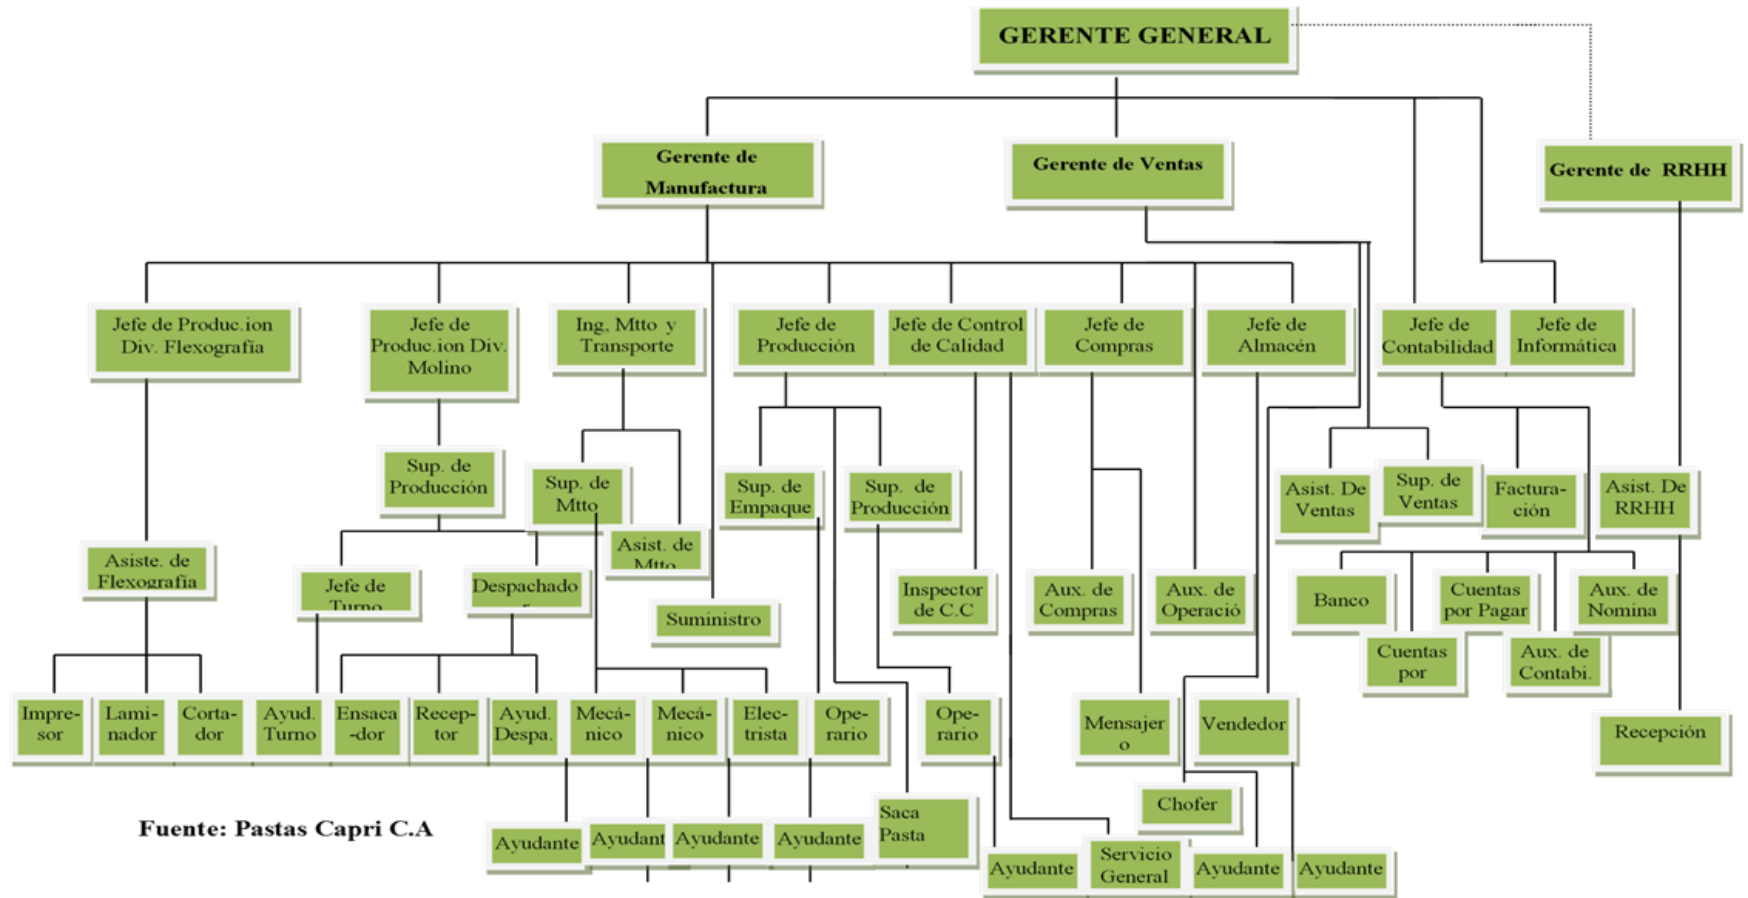 GERENTE GENERAL
Gerente de
Manufactura
Gerente de Ventas
Gerente de  RRHH
Jefe de Produc.ion
Div. Flexografía
Jefe de
Produc.ion Div.
Molino
Ing, Mtto  y
Transporte
Jefe de
Producción
Jefe de Control
de Calidad
Jefe de
Compras
Jefe de
Almacén
Jefe de
Contabilidad
Jefe de
Informática
Sup. de
Producción
Sup. de
Mtto
Sup. de
Empaque
Sup.  de
Producción
Asist. De
Ventas
Sup. de
Ventas
Factura-
ción
Asist. De
RRHH
Asiste. de
Flexografía
Jefe de
Turno
Despachado
r
Asist. de
Mtto
Suministro
Inspector
de C.C
Aux. de
Compras
Aux. de
Operació
Banco
Cuentas
por Pagar
Aux. de
Nomina
Cuentas
por
Aux. de
Contabi.
Impre-
sor
Lami-
nador
Corta-
dor
Ayud.
Turno
Ensaca
-dor
Recep-
tor
Ayud.
Despa.
Mecá-
nico
Mecá-
nico
Elec-
trista
Ope-
rario
Ope-
rario
Mensajer
o
Vendedor
Recepción
Chofer
Saca
Pasta
Ayudante
Ayudant
Ayudante
Ayudante
Ayudante
Servicio
General
Ayudante
Ayudante
Fuente: Pastas Capri C.A